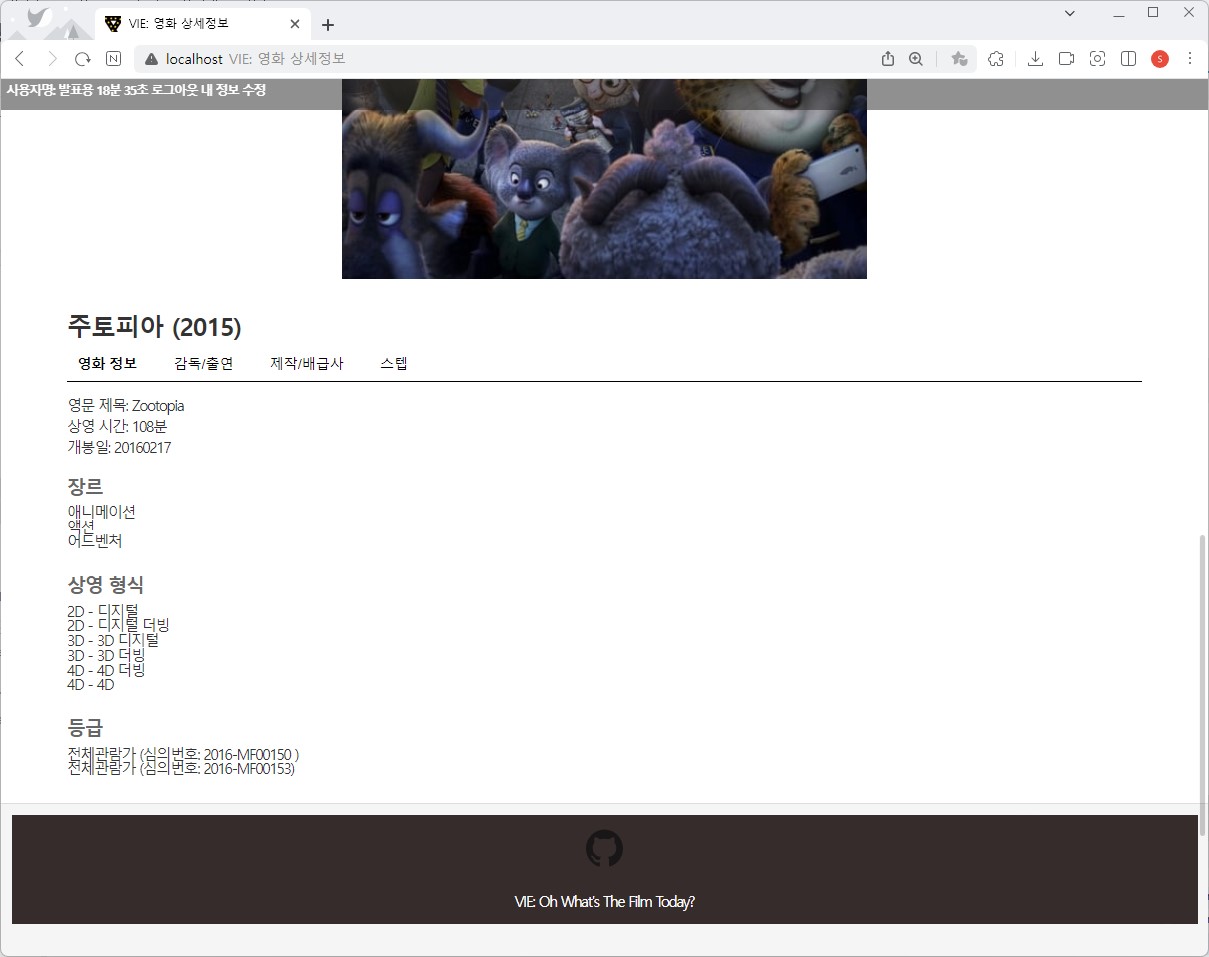 VIE: 영화 상세정보
localhost VIE: 영화 상세정보
N
S
사용자명: 발표용 18분 35초 로그아웃 내 정보 수정
주토피아 (2015)
영화 정보 감독/출연 제작/배급사 스텝
영문 제목: Zootopia
상영 시간: 108분
개봉일: 20160217
장르
애니메이션
액션
어드벤처
상영 형식
2D - 디지털
2D - 디지털 더빙
3D - 3D 디지털
3D - 3D 더빙
4D - 4D 더빙
4D - 4D
등급
전체관람가 (심의번호: 2016-MF00150 )
전체관람가 (심의번호: 2016-MF00153)
VIE: Oh What's The Film Today?